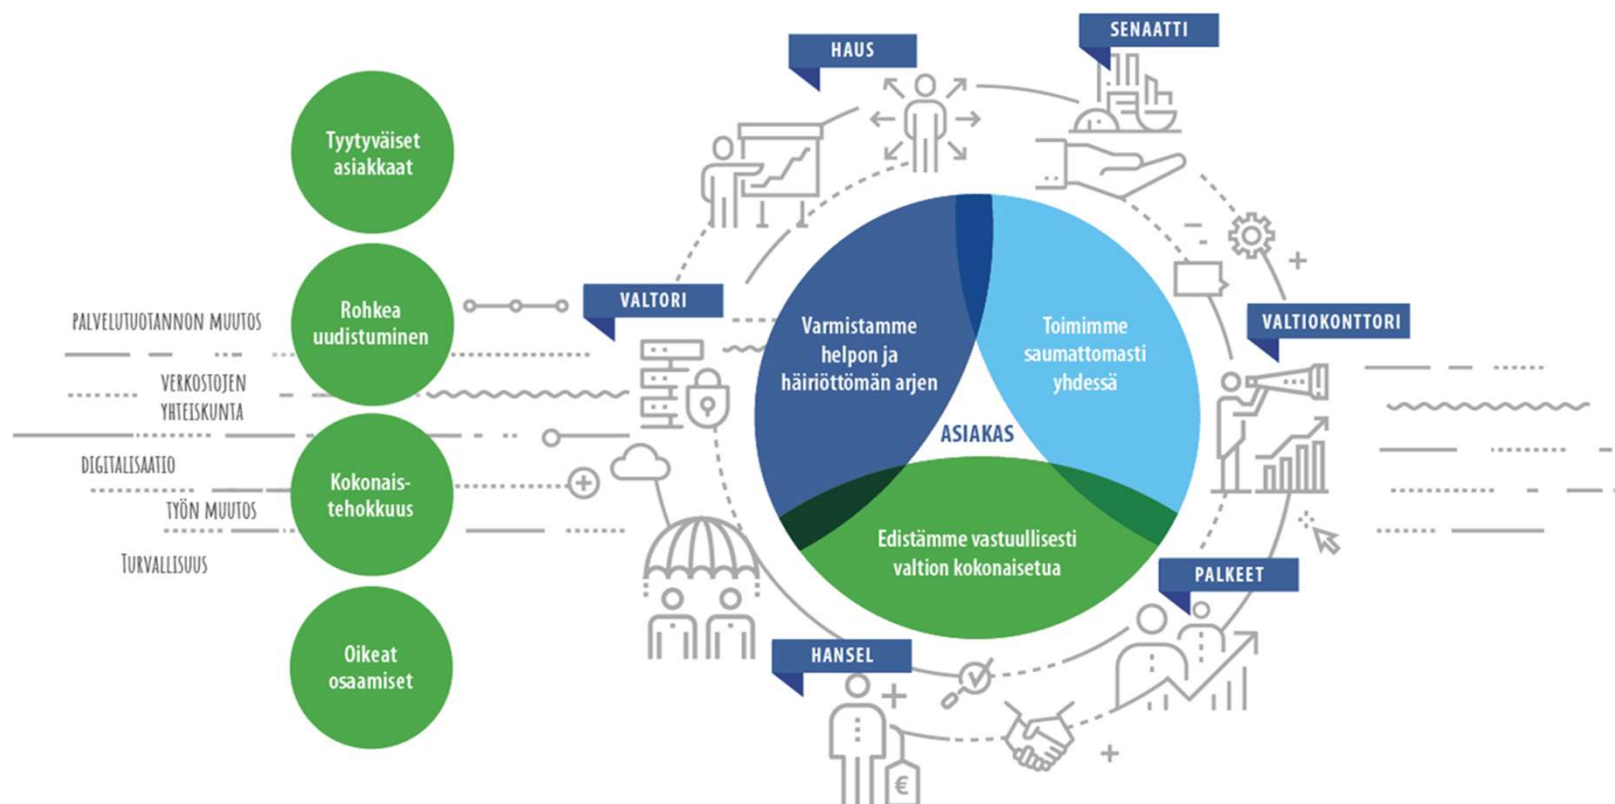 HAUS
SENAATTI
Tyytyväiset
asiakkaat
Rohkea
uudistuminen
Kokonais-
tehokkuus
Oikeat
osaamiset
PALVELUTUOTANNON MUUTOS
VERKOSTOJEN
YHTEISKUNTA
DIGITALISAATIO
TYÖN MUUTOS
TURVALLISUUS
VALTORI
VALTIOKONTTORI
Varmistamme
helpon ja
häiriöttömän arjen
Toimimme
saumattomasti
yhdessä
ASIAKAS
Edistämme vastuullisesti
valtion kokonaisetua
PALKEET
HANSEL
€